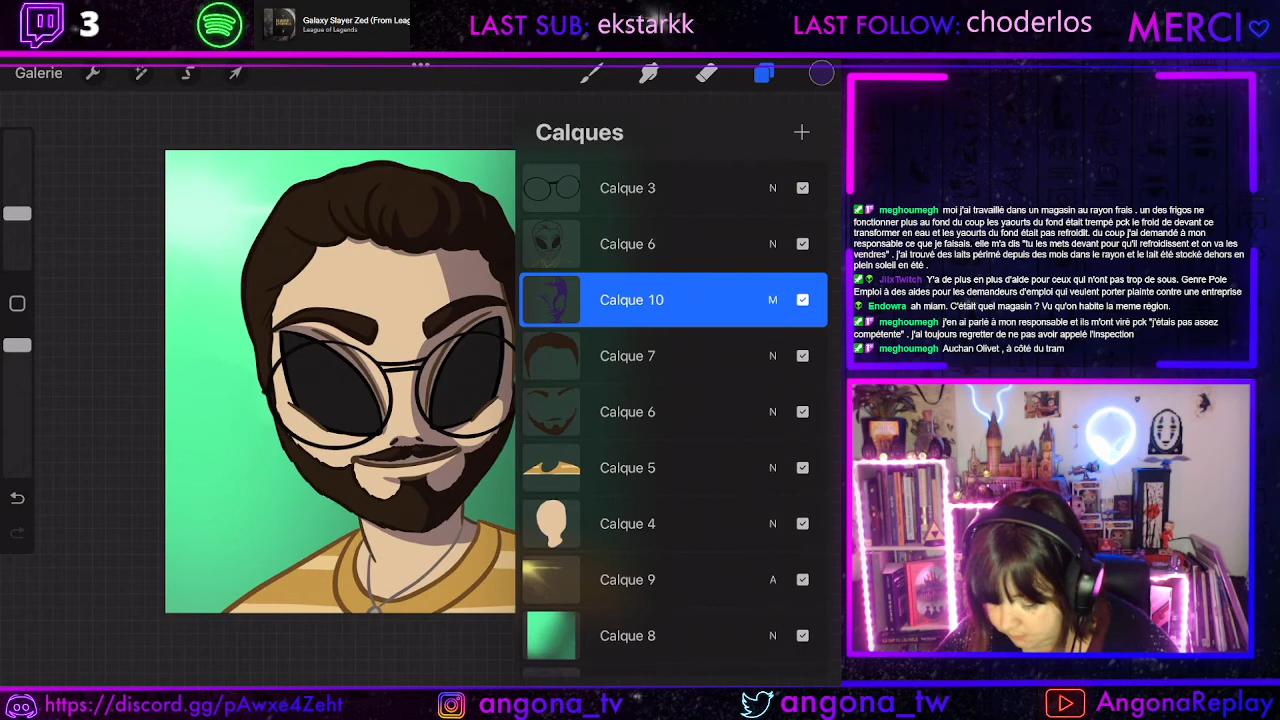 3
Galaxy Slayer Zed (From Leag
League of Legends
LAST SUB: ekstarkk
LAST FOLLOW: choderlos
MERCI
Galerie
Calques
Calque 3 N
Calque 6 N
Calque 10 M
Calque 7 N
Calque 6 N
Calque 5 N
Calque 4 N
Calque 9 A
Calque 8 N
meghoumegh moi j'ai travaillé dans un magasin au rayon frais . un des frigos ne
fonctionner plus au fond du coup les yaourts du fond était trempé pck le froid de devant ce
transformer en eau et les yaourts du fond était pas refroidit. du coup j'ai demandé à mon
responsable ce que je faisais. elle m'a dis "tu les mets devant pour qu'il refroidissent et on va les
vendres" . j'ai trouvé des laits périmé depuis des mois dans le rayon et le lait été stocké dehors en
plein soleil en été .
JilxTwitch Y'a de plus en plus d'aide pour ceux qui n'ont pas trop de sous. Genre Pole
Emploi à des aides pour les demandeurs d'emploi qui veulent porter plainte contre une entreprise
Endowra ah miam. C'était quel magasin ? Vu qu'on habite la meme région.
meghoumegh j'en ai parlé à mon responsable et ils m'ont viré pck "j'étais pas assez
compétente" . j'ai toujours regretter de ne pas avoir appelé l'inspection
meghoumegh Auchan Olivet , à côté du tram
https://discord.gg/pAwxe4Zeht
angona_tv
angona_tw
AngonaReplay